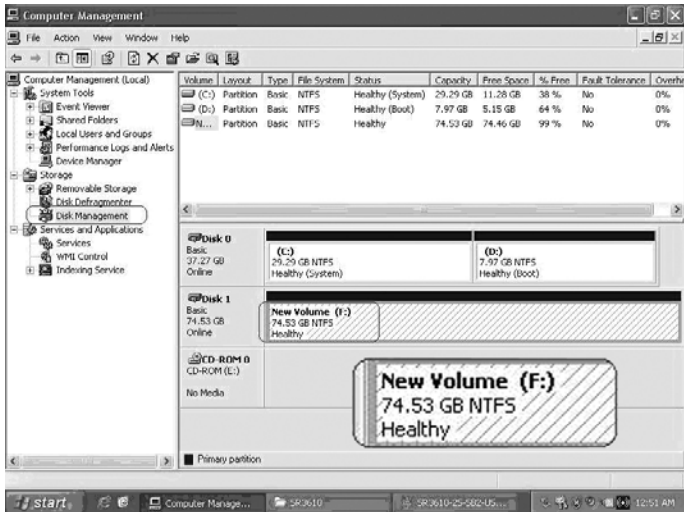 Computer Management
File Action View Window Help
Computer Management (Local)
System Tools
Event Viewer
Shared Folders
Local Users and Groups
Performance Logs and Alerts
Device Manager
Storage
Removable Storage
Disk Defragmenter
Disk Management
Services and Applications
Services
WMI Control
Indexing Service
Volume Layout Type File System Status Capacity Free Space % Free Fault Tolerance Overhe
(C:) Partition Basic NTFS Healthy (System) 29.29 GB 11.28 GB 38 % No 0%
(D:) Partition Basic NTFS Healthy (Boot) 7.97 GB 5.15 GB 64 % No 0%
N... Partition Basic NTFS Healthy 74.53 GB 74.46 GB 99 % No 0%
Disk 0
Basic
37.27 GB
Online
(C:)
29.29 GB NTFS
Healthy (System)
(D:)
7.97 GB NTFS
Healthy (Boot)
Disk 1
Basic
74.53 GB
Online
New Volume (F:)
74.53 GB NTFS
Healthy
CD-ROM 0
CD-ROM (E:)
No Media
New Volume (F:)
74.53 GB NTFS
Healthy
Primary partition
start Computer Manage... SR3610 SR3610-2S-SB2-US... 12:51 AM